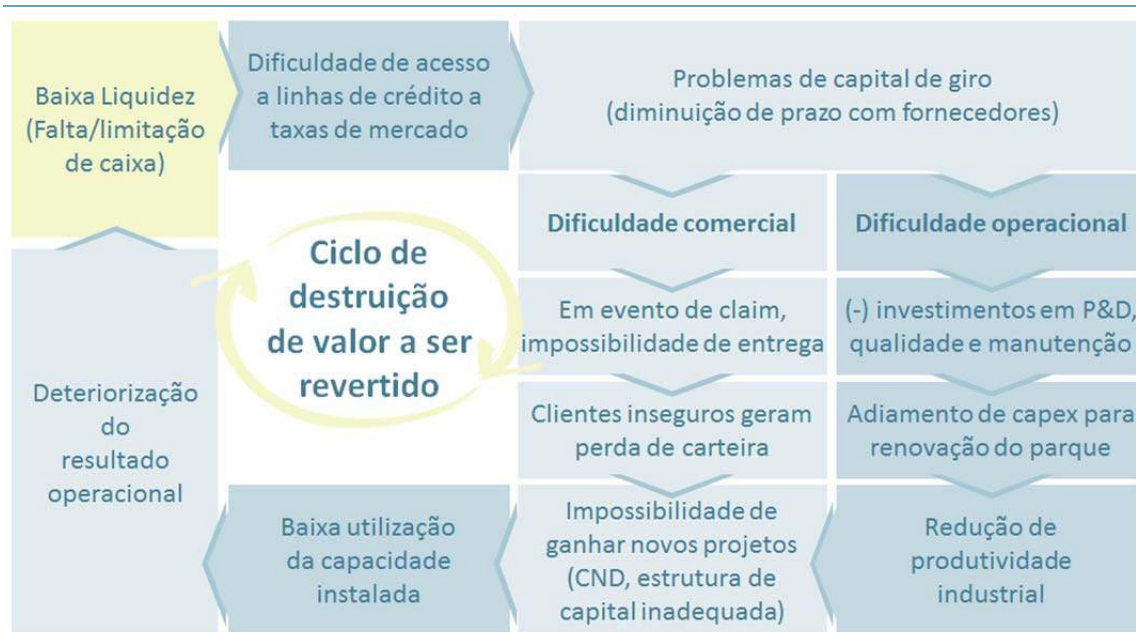 Baixa Liquidez
(Falta/limitação
de caixa)
Dificuldade de acesso
a linhas de crédito a
taxas de mercado
Problemas de capital de giro
(diminuição de prazo com fornecedores)
Dificuldade comercial
Dificuldade operacional
Em evento de claim,
impossibilidade de entrega
(-) investimentos em P&D,
qualidade e manutenção
Clientes inseguros geram
perda de carteira
Adiamento de capex para
renovação do parque
Impossibilidade de
ganhar novos projetos
(CND, estrutura de
capital inadequada)
Redução de
produtividade
industrial
Baixa utilização
da capacidade
instalada
Deteriorização
do
resultado
operacional
Ciclo de
destruição
de valor a ser
revertido